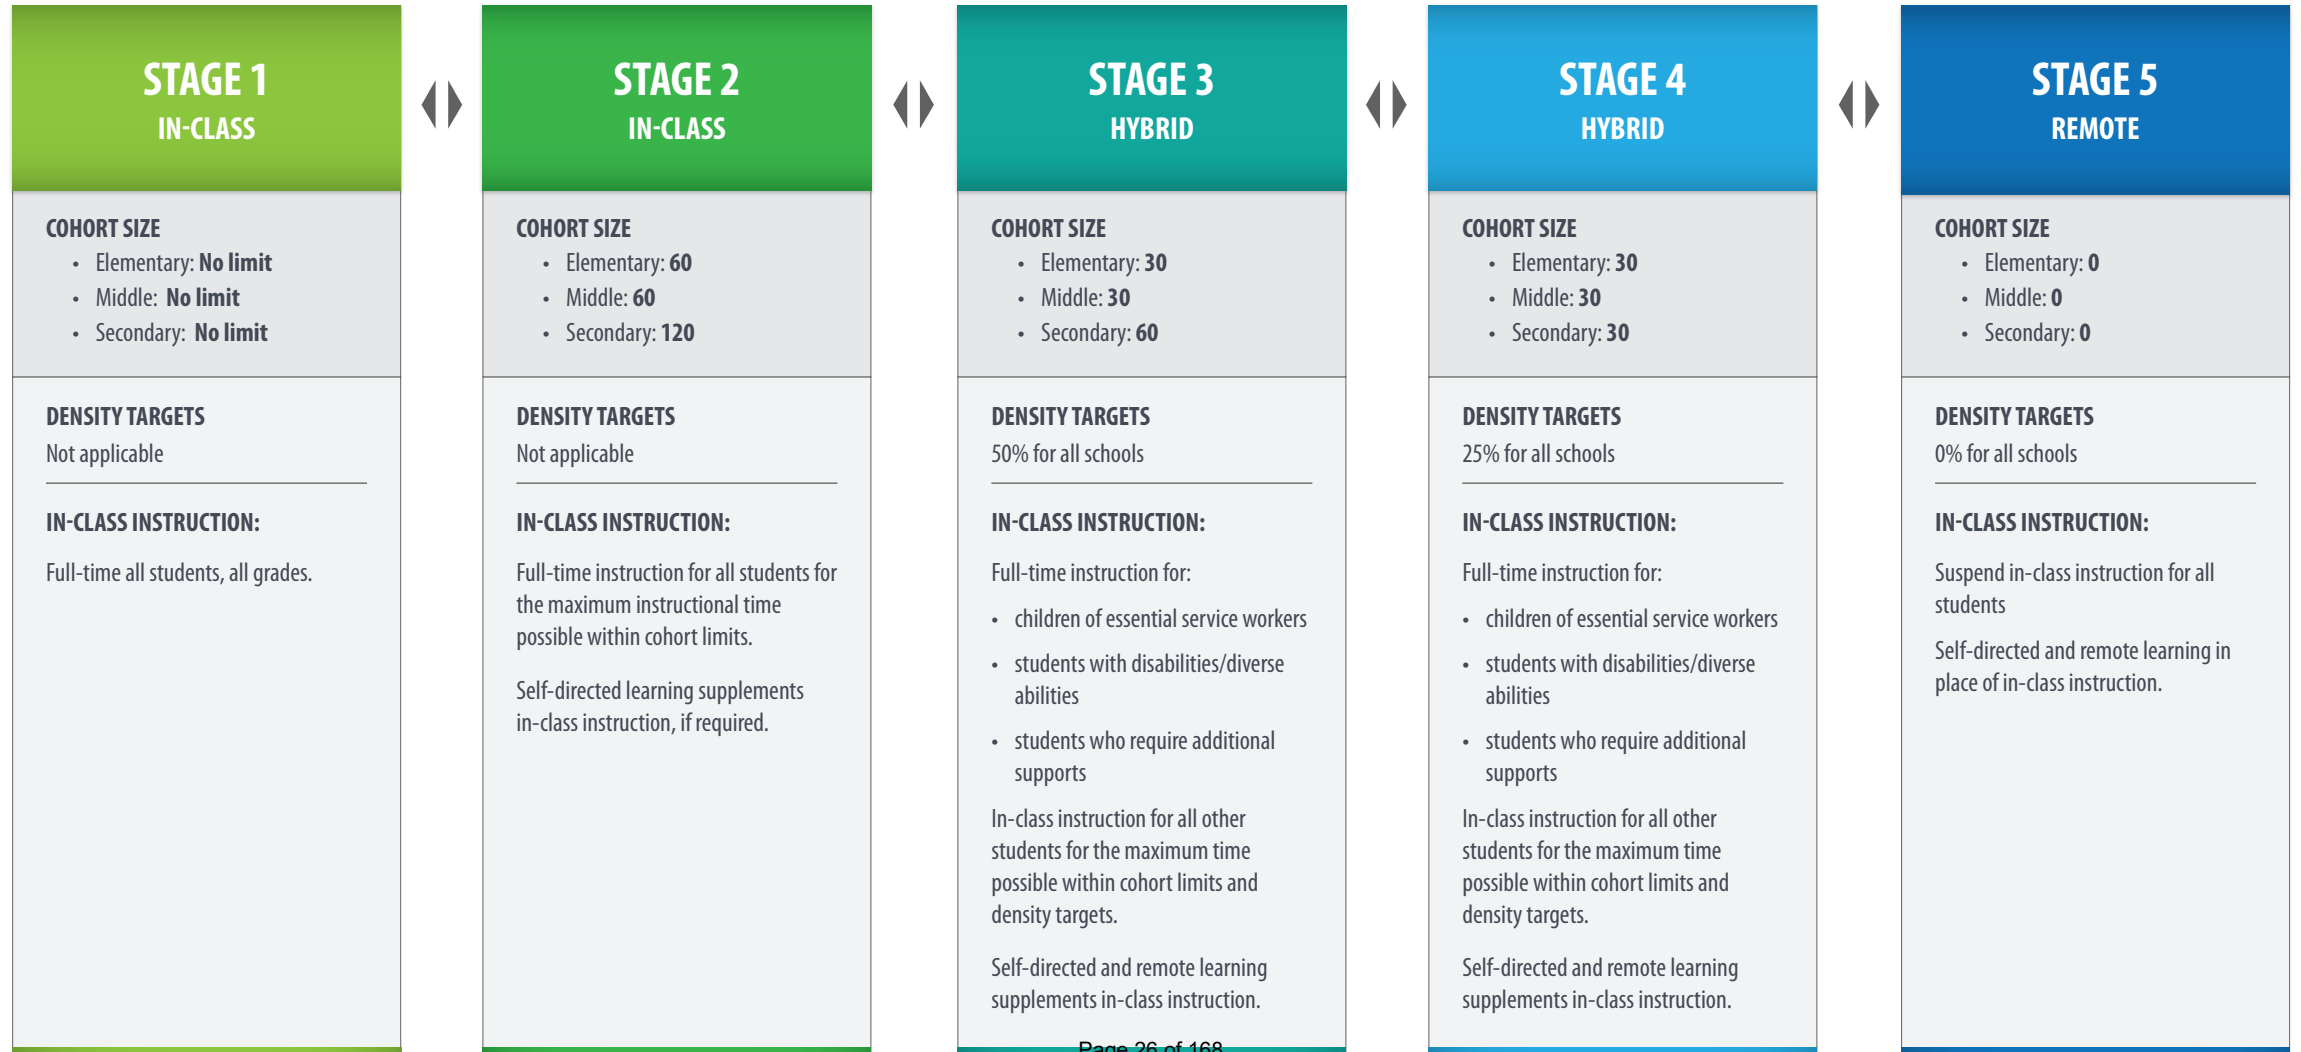 STAGE 1
IN-CLASS
COHORT SIZE
• Elementary: No limit
• Middle: No limit
• Secondary: No limit
DENSITY TARGETS
Not applicable
IN-CLASS INSTRUCTION:
Full-time all students, all grades.
STAGE 2
IN-CLASS
COHORT SIZE
• Elementary: 60
• Middle: 60
• Secondary: 120
DENSITY TARGETS
Not applicable
IN-CLASS INSTRUCTION:
Full-time instruction for all students for
the maximum instructional time
possible within cohort limits.
Self-directed learning supplements
in-class instruction, if required.
STAGE 3
HYBRID
COHORT SIZE
• Elementary: 30
• Middle: 30
• Secondary: 60
DENSITY TARGETS
50% for all schools
IN-CLASS INSTRUCTION:
Full-time instruction for:
• children of essential service workers
• students with disabilities/diverse
abilities
• students who require additional
supports
In-class instruction for all other
students for the maximum time
possible within cohort limits and
density targets.
Self-directed and remote learning
supplements in-class instruction.
STAGE 4
HYBRID
COHORT SIZE
• Elementary: 30
• Middle: 30
• Secondary: 30
DENSITY TARGETS
25% for all schools
IN-CLASS INSTRUCTION:
Full-time instruction for:
• children of essential service workers
• students with disabilities/diverse
abilities
• students who require additional
supports
In-class instruction for all other
students for the maximum time
possible within cohort limits and
density targets.
Self-directed and remote learning
supplements in-class instruction.
STAGE 5
REMOTE
COHORT SIZE
• Elementary: 0
• Middle: 0
• Secondary: 0
DENSITY TARGETS
0% for all schools
IN-CLASS INSTRUCTION:
Suspend in-class instruction for all
students
Self-directed and remote learning in
place of in-class instruction.
Page 26 of 168